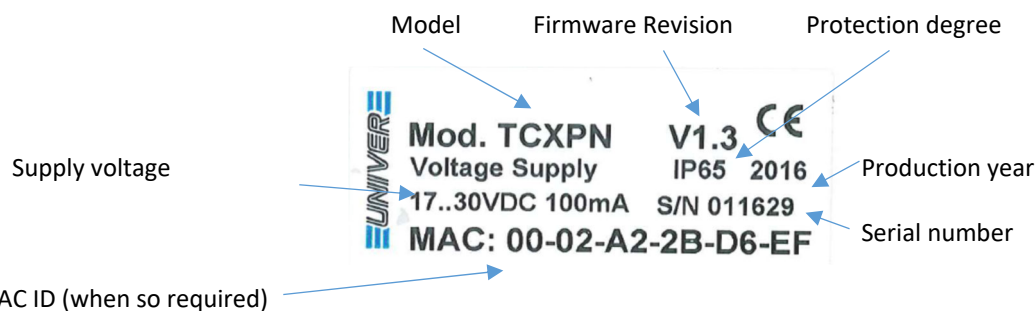 Model Firmware Revision Protection degree
UNIVER
Mod. TCXPN V1.3 CE
Supply voltage
Voltage Supply IP65 2016
Production year
17..30VDC 100mA S/N 011629
Serial number
MAC: 00-02-A2-2B-D6-EF
AC ID (when so required)